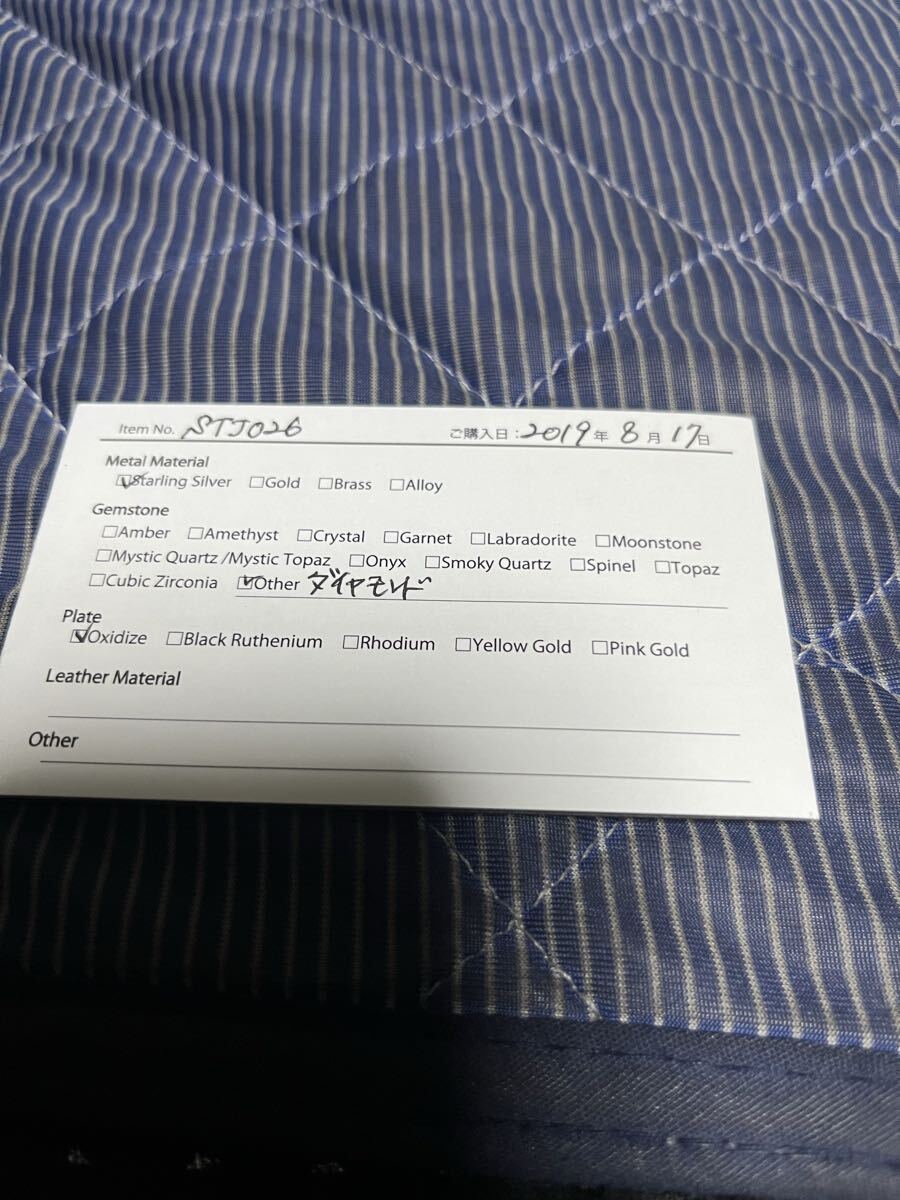 Item No. STJ026 ご購入日:2019年8月17日
Metal Material
☑Starling Silver ☐Gold ☐Brass ☐Alloy
Gemstone
☐Amber ☐Amethyst ☐Crystal ☐Garnet ☐Labradorite ☐Moonstone
☐Mystic Quartz /Mystic Topaz ☐Onyx ☐Smoky Quartz ☐Spinel ☐Topaz
☐Cubic Zirconia ☑Other ダイヤモンド
Plate
☑Oxidize ☐Black Ruthenium ☐Rhodium ☐Yellow Gold ☐Pink Gold
Leather Material
Other